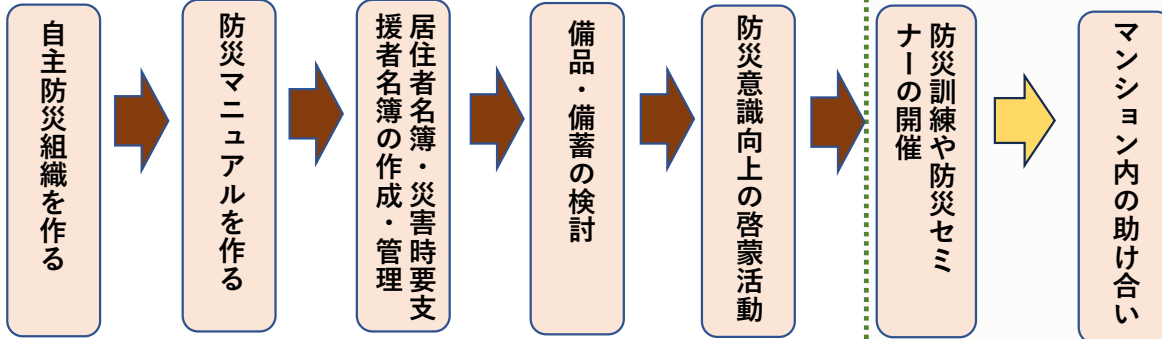 自主防災組織を作る
防災マニュアルを作る
居住者名簿・災害時要支
援者名簿の作成・管理
備品・備蓄の検討
防災意識向上の啓蒙活動
防災訓練や防災セミ
ナーの開催
マンション内の助け合い